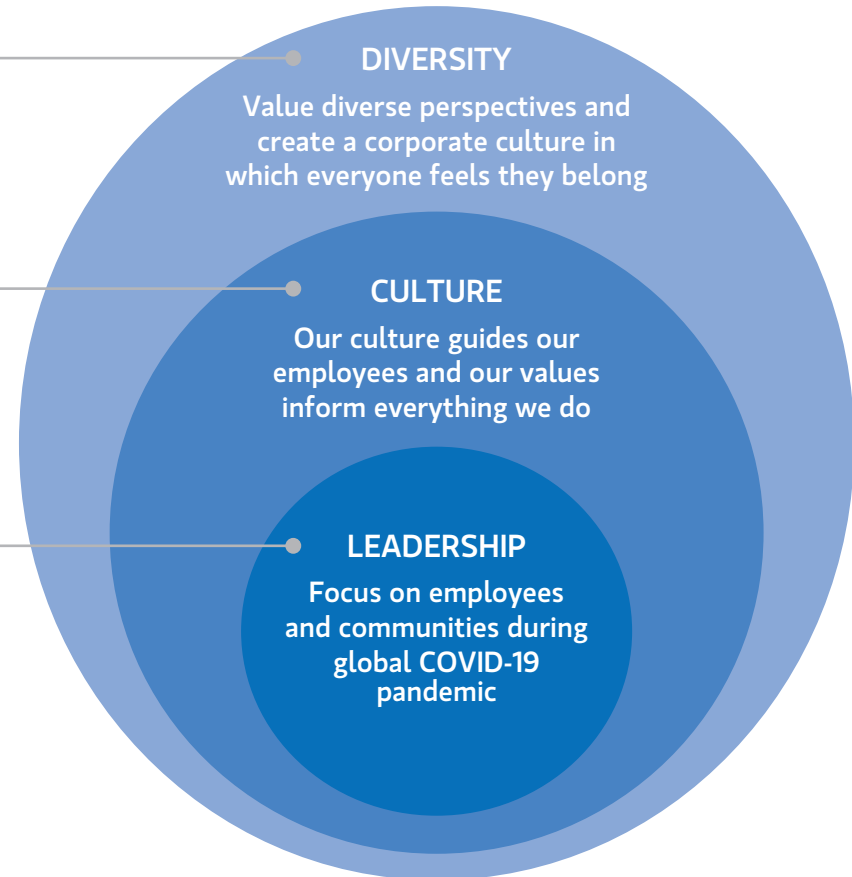 DIVERSITY
Value diverse perspectives and
create a corporate culture in
which everyone feels they belong
CULTURE
Our culture guides our
employees and our values
inform everything we do
LEADERSHIP
Focus on employees
and communities during
global COVID-19
pandemic